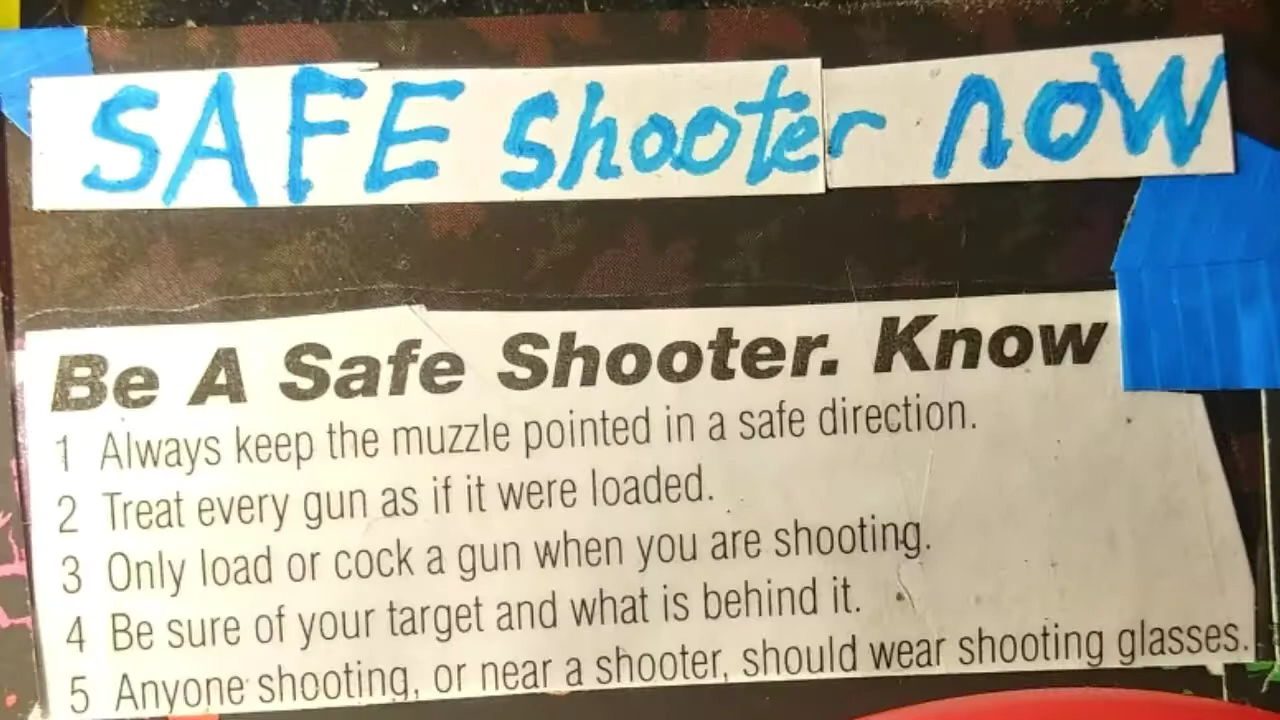 SAFE shooter now
Be A Safe Shooter. Know
1 Always keep the muzzle pointed in a safe direction.
2 Treat every gun as if it were loaded.
3 Only load or cock a gun when you are shooting.
4 Be sure of your target and what is behind it.
5 Anyone shooting, or near a shooter, should wear shooting glasses.